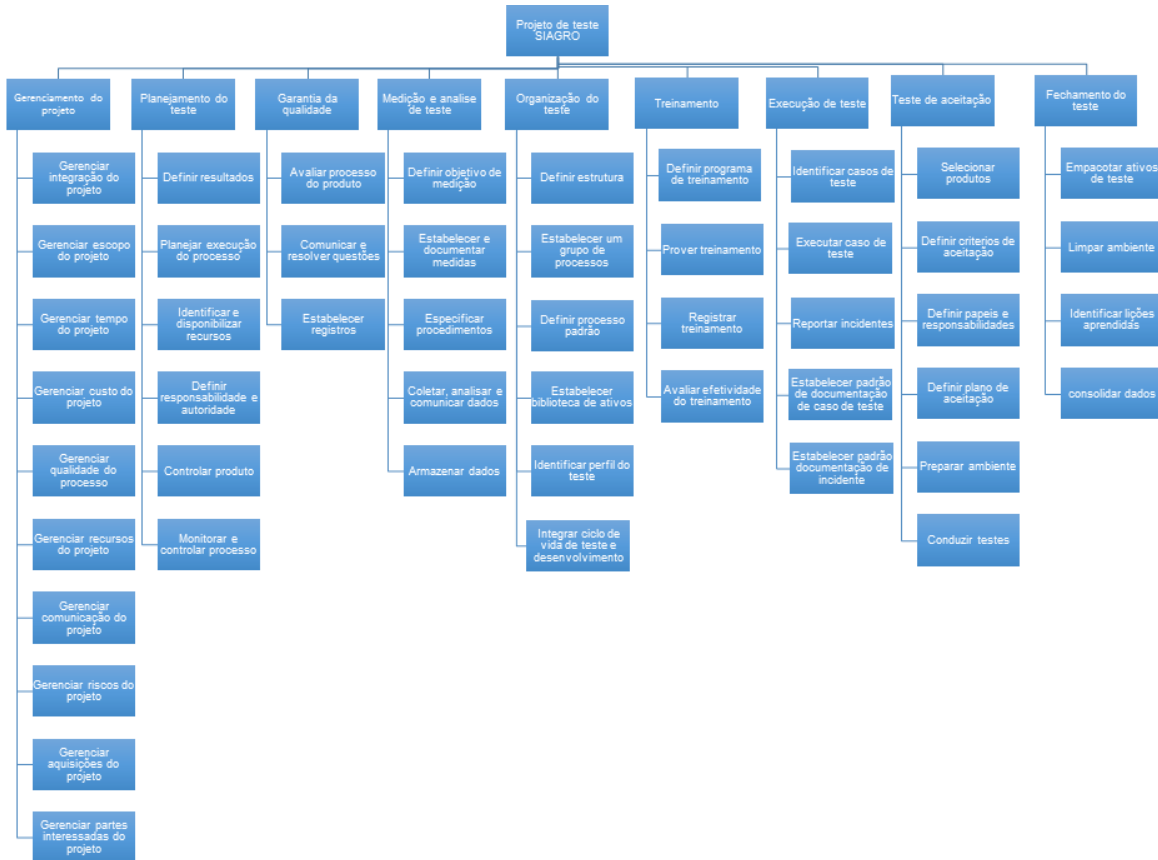 Projeto de teste
SIAGRO
Gerenciamento do
projeto
Gerenciar
integração do
projeto
Gerenciar escopo
do projeto
Gerenciar tempo
do projeto
Gerenciar custo do
projeto
Gerenciar
qualidade do
processo
Gerenciar recursos
do projeto
Gerenciar
comunicação do
projeto
Gerenciar riscos do
projeto
Gerenciar
aquisições do
projeto
Gerenciar partes
interessadas do
projeto
Planejamento do
teste
Definir resultados
Planejar execução
do processo
Identificar e
disponibilizar
recursos
Definir
responsabilidade e
autoridade
Controlar produto
Monitorar e
controlar processo
Garantia da
qualidade
Avaliar processo
do produto
Comunicar e
resolver questões
Estabelecer
registros
Medição e analise
de teste
Definir objetivo de
medição
Estabelecer e
documentar
medidas
Especificar
procedimentos
Coletar, analisar e
comunicar dados
Armazenar dados
Organização do
teste
Definir estrutura
Estabelecer um
grupo de
processos
Definir processo
padrão
Estabelecer
biblioteca de ativos
Identificar perfil do
teste
Integrar ciclo de
vida de teste e
desenvolvimento
Treinamento
Definir programa
de treinamento
Prover treinamento
Registrar
treinamento
Avaliar efetividade
do treinamento
Execução de teste
Identificar casos de
teste
Executar caso de
teste
Reportar incidentes
Estabelecer padrão
de documentação
de caso de teste
Estabelecer padrão
documentação de
incidente
Teste de aceitação
Selecionar
produtos
Definir criterios de
aceitação
Definir papeis e
responsabilidades
Definir plano de
aceitação
Preparar ambiente
Conduzir testes
Fechamento do
teste
Empacotar ativos
de teste
Limpar ambiente
Identificar lições
aprendidas
consolidar dados